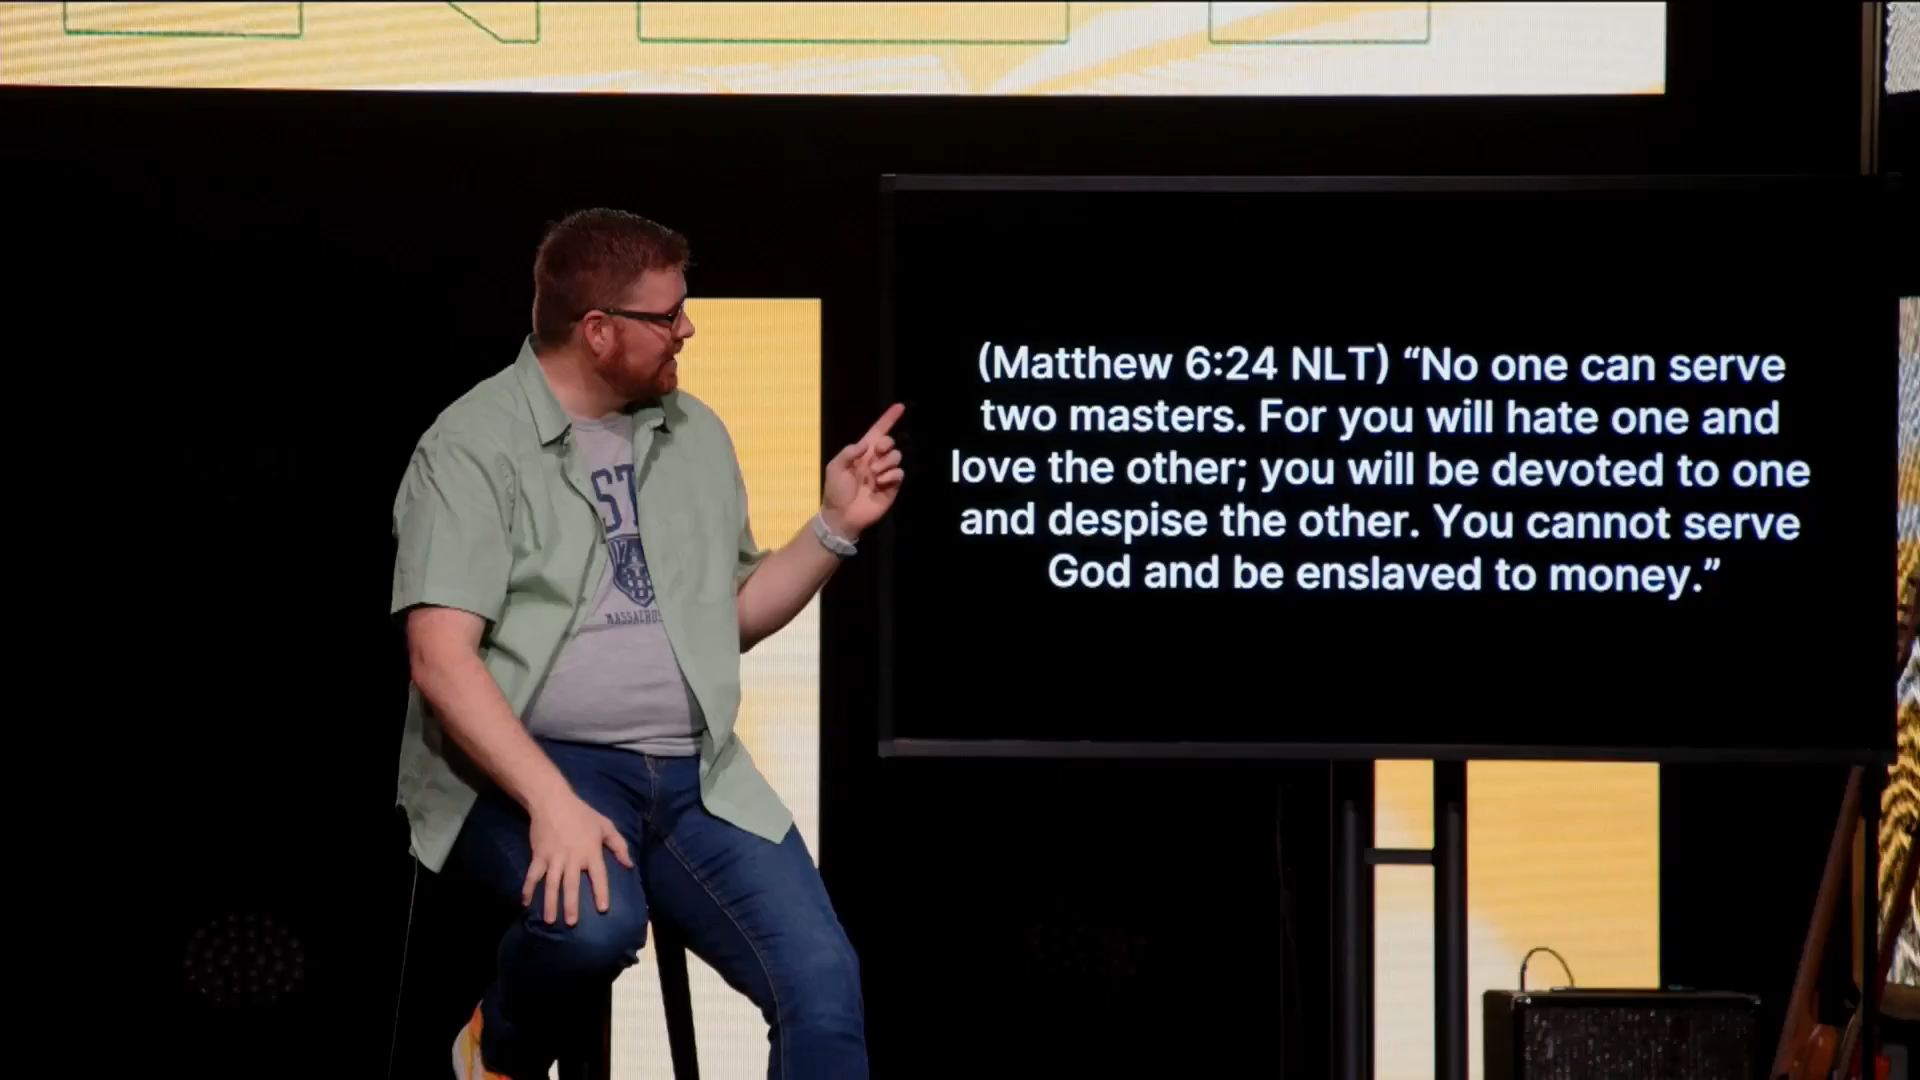 (Matthew 6:24 NLT) “No one can serve
two masters. For you will hate one and
love the other; you will be devoted to one
and despise the other. You cannot serve
God and be enslaved to money.”